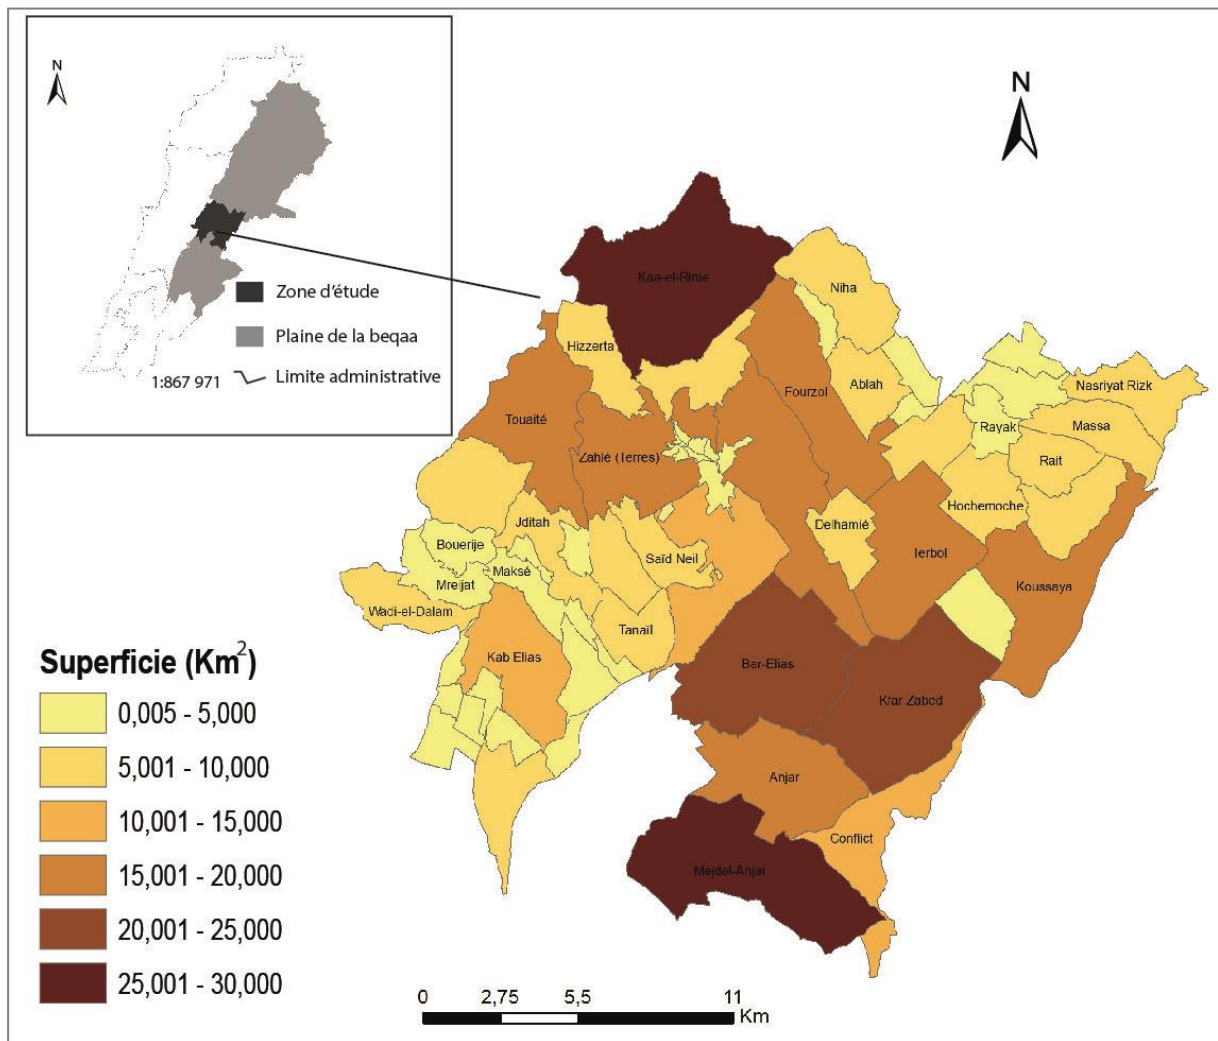 N
Zone d'étude
Plaine de la beqaa
1:867 971
Limite administrative
N
Kaa-el-Rime
Niha
Hizzerta
Nasriyat Rizk
Fourzol
Ablah
Touaité
Rayak
Massa
Zahlé (Terres)
Rait
Hochemoche
Jditah
Delhamié
Bouerije
Ierbol
Saïd Neil
Maksé
Mreijat
Koussaya
Wadi-el-Dalam
Tanaïl
Kab Elias
Bar-Elias
Kfar Zabad
Anjar
Conflict
Mejdel-Anjar
Superficie (Km²)
0,005 - 5,000
5,001 - 10,000
10,001 - 15,000
15,001 - 20,000
20,001 - 25,000
25,001 - 30,000
0 2,75 5,5 11
Km